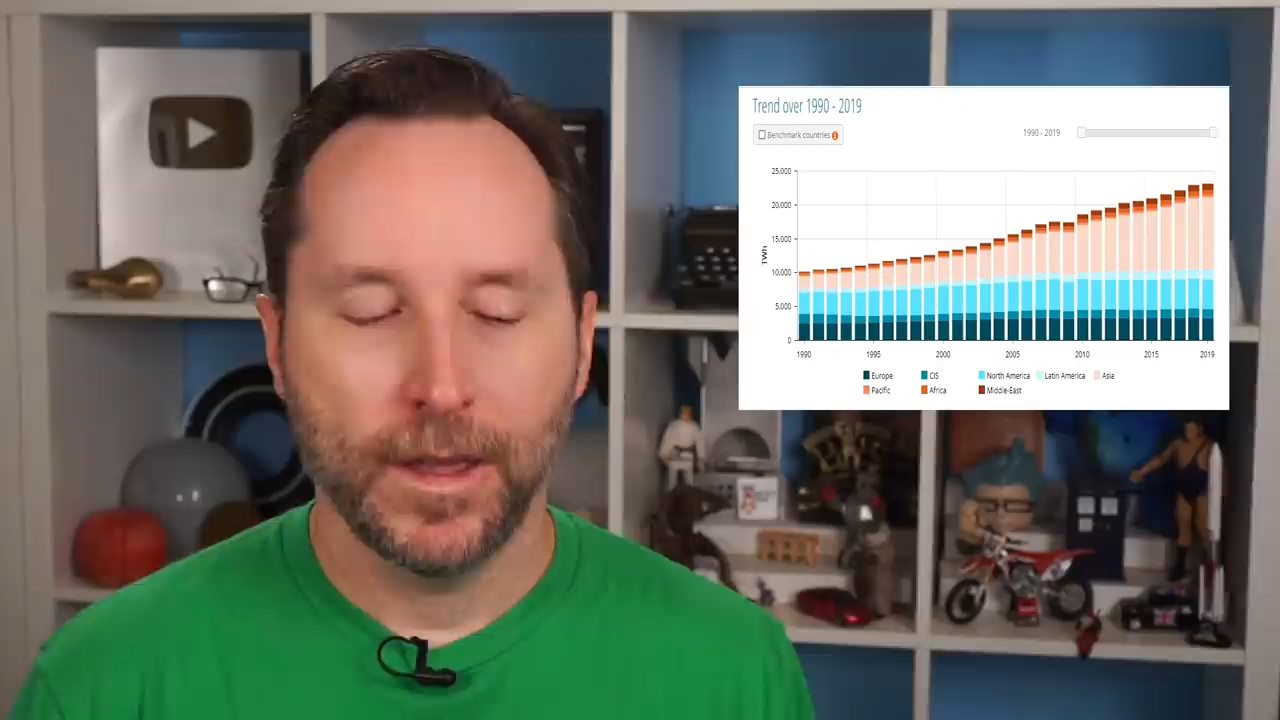 Trend over 1990 - 2019
Benchmark countries
1990 - 2019
25,000
20,000
15,000
10,000
5,000
0
TWh
1990 1995 2000 2005 2010 2015 2019
Europe CIS North America Latin America Asia
Pacific Africa Middle-East
ELVIS